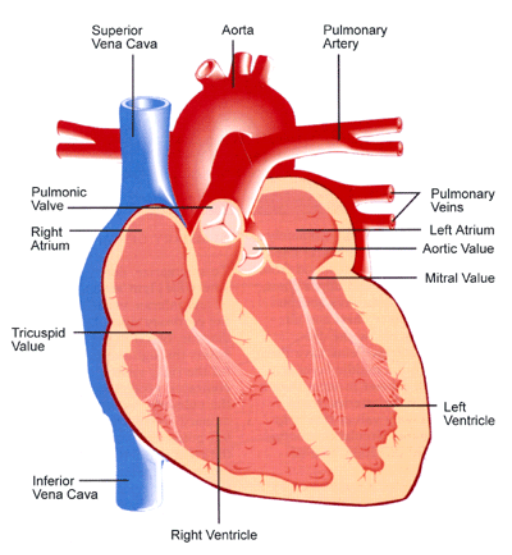 Superior
Vena Cava
Aorta
Pulmonary
Artery
Pulmonic
Valve
Right
Atrium
Pulmonary
Veins
Left Atrium
Aortic Value
Mitral Value
Tricuspid
Value
Left
Ventricle
Inferior
Vena Cava
Right Ventricle